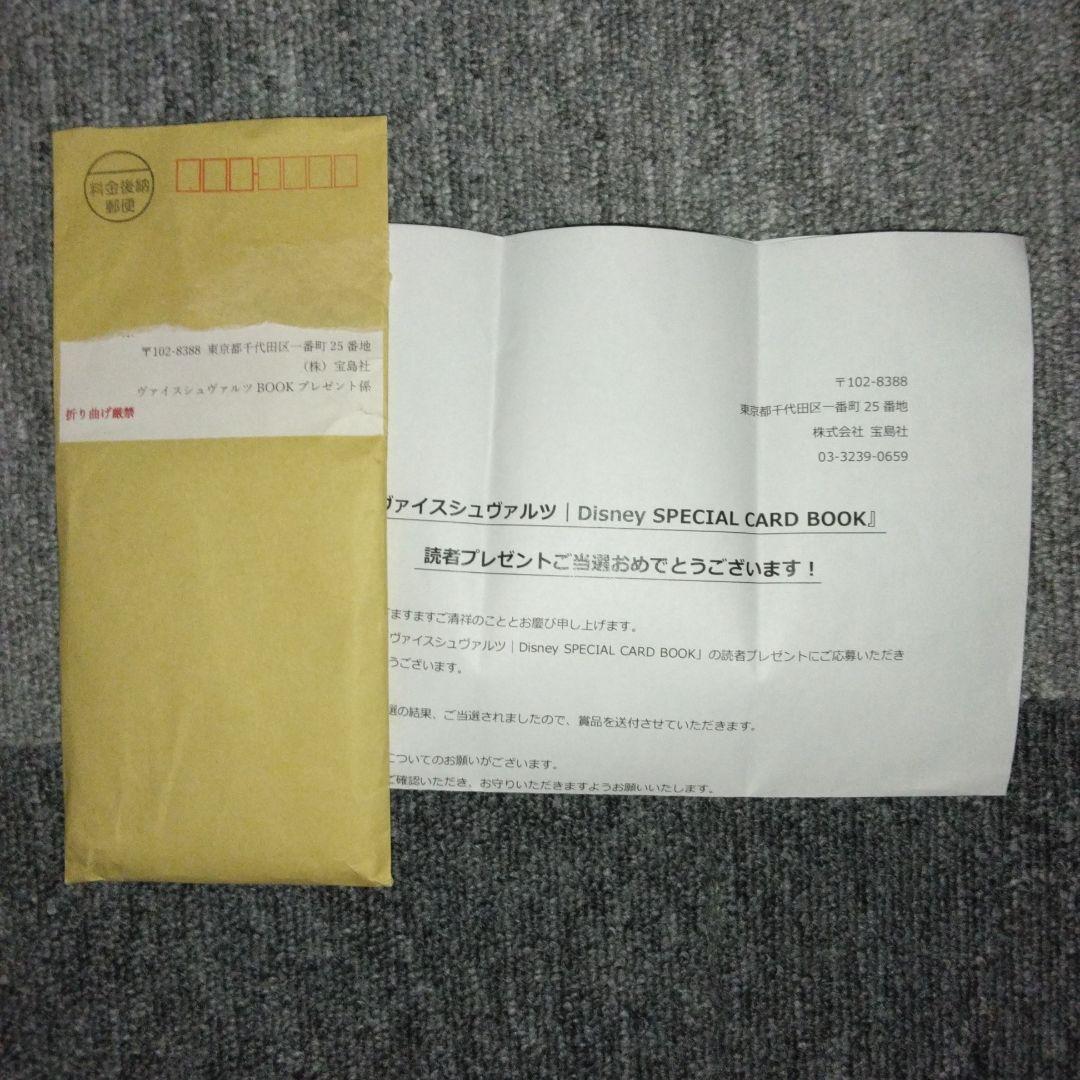 料金後納
郵便
〒102-8388 東京都千代田区一番町25番地
（株）宝島社
ヴァイスシュヴァルツBOOKプレゼント係
折り曲げ厳禁
〒102-8388
東京都千代田区一番町25番地
株式会社 宝島社
03-3239-0659
ヴァイスシュヴァルツ｜Disney SPECIAL CARD BOOK』
読者プレゼントご当選おめでとうございます！
ますますご清祥のこととお慶び申し上げます。
ヴァイスシュヴァルツ｜Disney SPECIAL CARD BOOK」の読者プレゼントにご応募いただき
うございます。
選の結果、ご当選されましたので、賞品を送付させていただきます。
についてのお願いがございます。
ご確認いただき、お守りいただきますようお願いいたします。